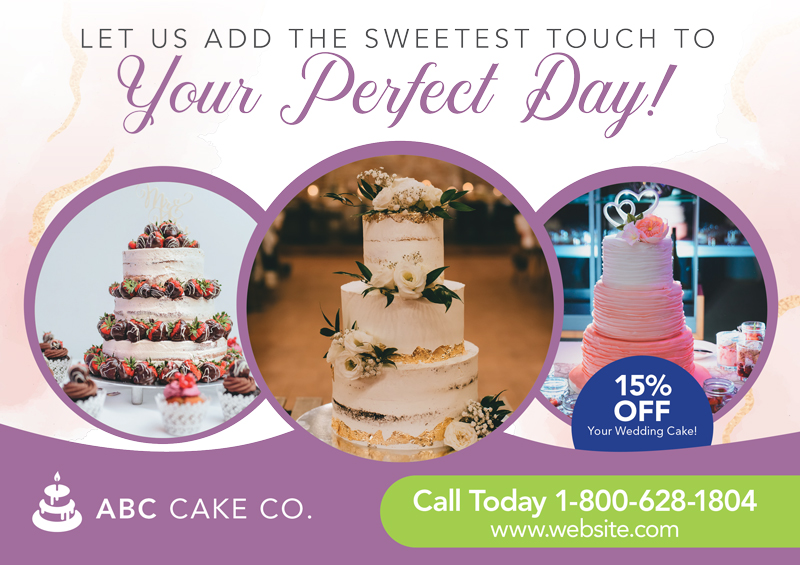 LET US ADD THE SWEETEST TOUCH TO
Your Perfect Day!
15%
OFF
Your Wedding Cake!
ABC CAKE CO.
Call Today 1-800-628-1804
www.website.com